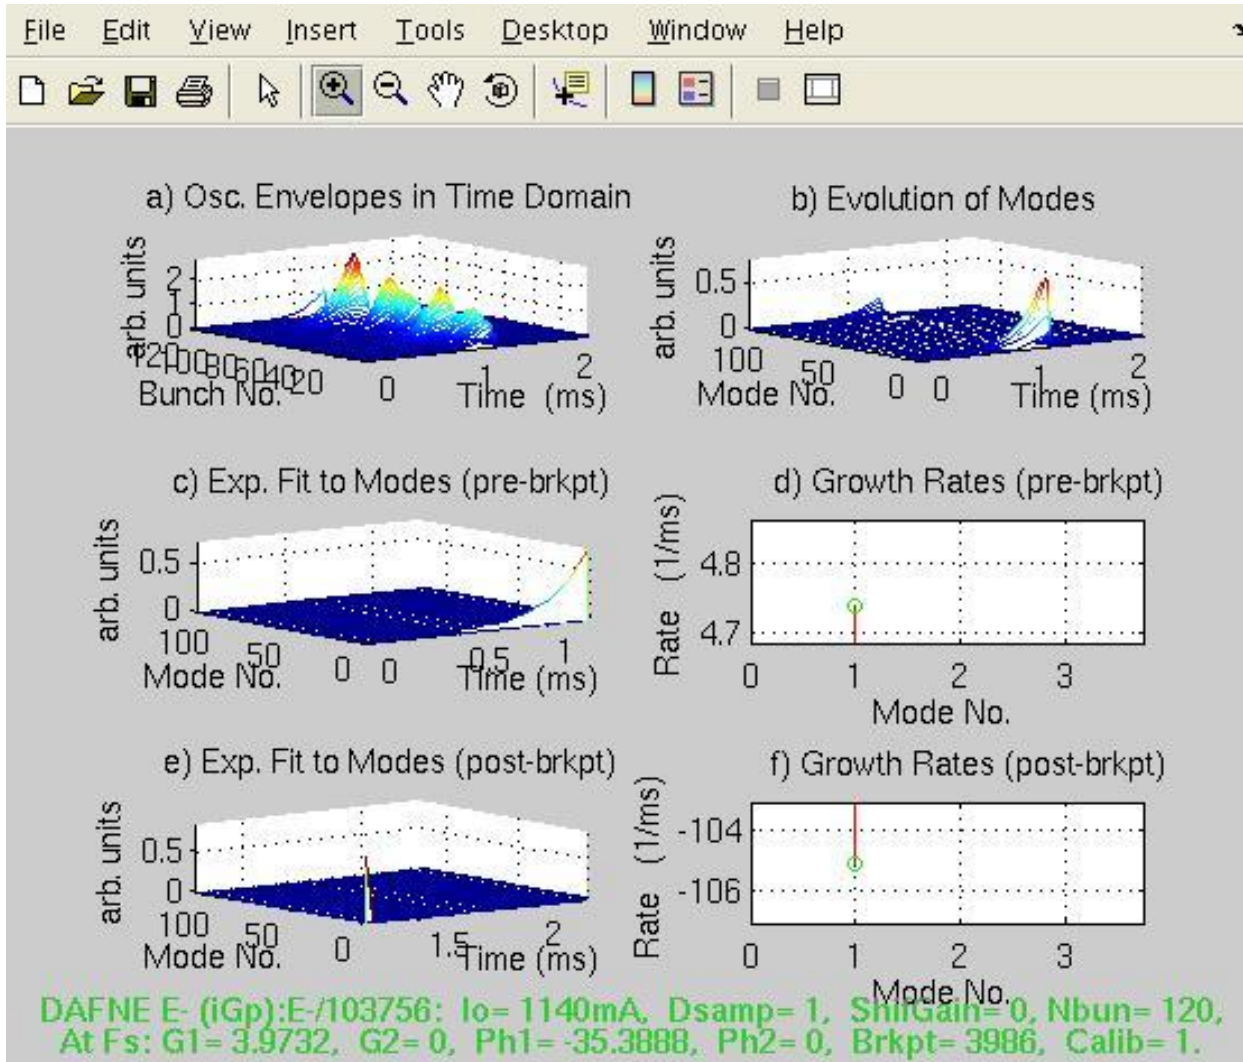 File Edit View Insert Tools Desktop Window Help
a) Osc. Envelopes in Time Domain
arb. units
2
1
0
120 100 80 60 40 20
Bunch No.
0 1 2
Time (ms)
b) Evolution of Modes
arb. units
0.5
0
100 50 0
Mode No.
0 1 2
Time (ms)
c) Exp. Fit to Modes (pre-brkpt)
arb. units
0.5
0
100 50 0
Mode No.
0 0.5 1
Time (ms)
d) Growth Rates (pre-brkpt)
Rate (1/ms)
4.8
4.7
0 1 2 3
Mode No.
e) Exp. Fit to Modes (post-brkpt)
arb. units
0.5
0
100 50 0
Mode No.
1.5 2
Time (ms)
f) Growth Rates (post-brkpt)
Rate (1/ms)
-104
-106
0 1 2 3
Mode No.
DAFNE E- (iGp):E-/103756: Io= 1140mA, Dsamp= 1, ShifGain= 0, Nbun= 120,
At Fs: G1= 3.9732, G2= 0, Ph1= -35.3888, Ph2= 0, Brkpt= 3986, Calib= 1.